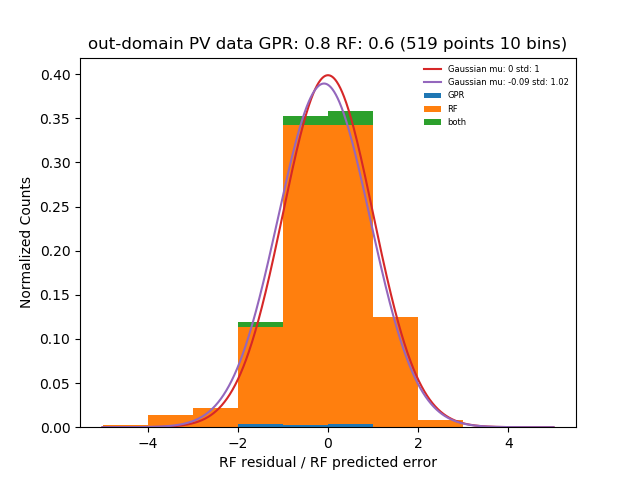 out-domain PV data GPR: 0.8 RF: 0.6 (519 points 10 bins)
Gaussian mu: 0 std: 1
Gaussian mu: -0.09 std: 1.02
GPR
RF
both
Normalized Counts
0.40
0.35
0.30
0.25
0.20
0.15
0.10
0.05
0.00
−4 −2 0 2 4
RF residual / RF predicted error